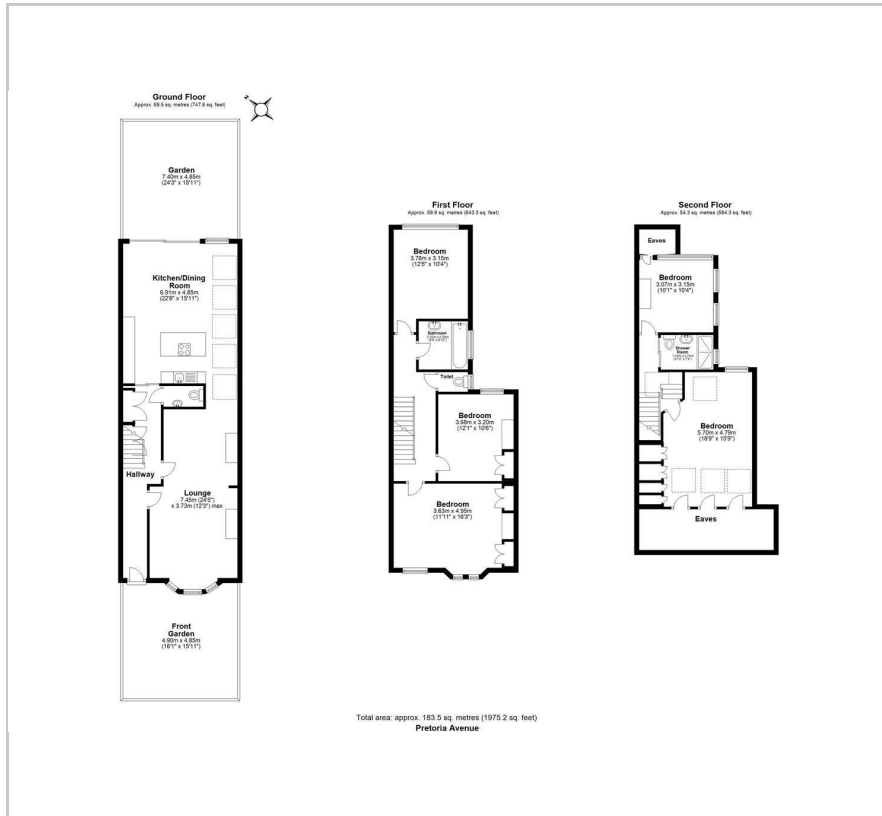 Ground Floor
Approx. 69.5 sq. metres (747.6 sq. feet)
N
Garden
7.40m x 4.85m
(24'3" x 15'11")
Kitchen/Dining
Room
6.91m x 4.85m
(22'8" x 15'11")
Hallway
Lounge
7.45m (24'5")
x 3.73m (12'3") max
Front
Garden
4.90m x 4.85m
(16'1" x 15'11")
First Floor
Approx. 59.8 sq. metres (643.3 sq. feet)
Bedroom
3.78m x 3.15m
(12'5" x 10'4")
Bathroom
Toilet
Bedroom
3.68m x 3.20m
(12'1" x 10'6")
Bedroom
3.63m x 4.95m
(11'11" x 16'3")
Second Floor
Approx. 54.3 sq. metres (584.3 sq. feet)
Eaves
Bedroom
3.07m x 3.15m
(10'1" x 10'4")
Shower
Room
Bedroom
5.70m x 4.79m
(18'9" x 15'9")
Eaves
Total area: approx. 183.5 sq. metres (1975.2 sq. feet)
Pretoria Avenue